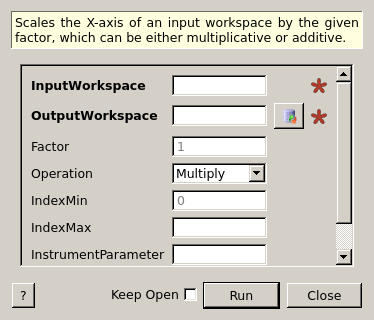 Scales the X-axis of an input workspace by the given
factor, which can be either multiplicative or additive.
InputWorkspace
OutputWorkspace
Factor 1
Operation Multiply
IndexMin 0
IndexMax
InstrumentParameter
? Keep Open Run Close